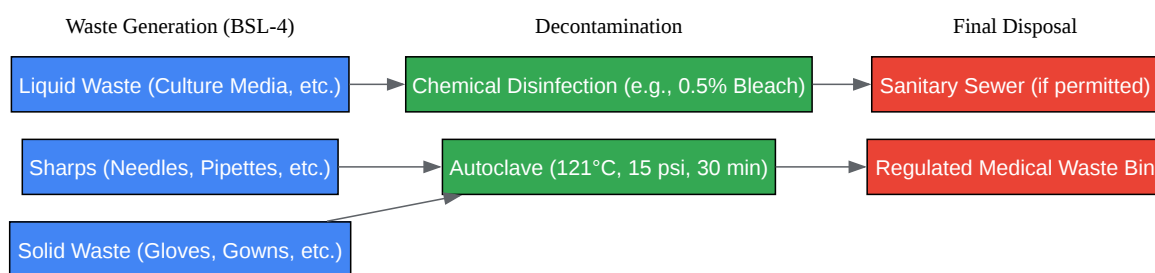 Waste Generation (BSL-4)
Decontamination
Final Disposal
Liquid Waste (Culture Media, etc.)
Chemical Disinfection (e.g., 0.5% Bleach)
Sanitary Sewer (if permitted)
Sharps (Needles, Pipettes, etc.)
Autoclave (121°C, 15 psi, 30 min)
Regulated Medical Waste Bin
Solid Waste (Gloves, Gowns, etc.)